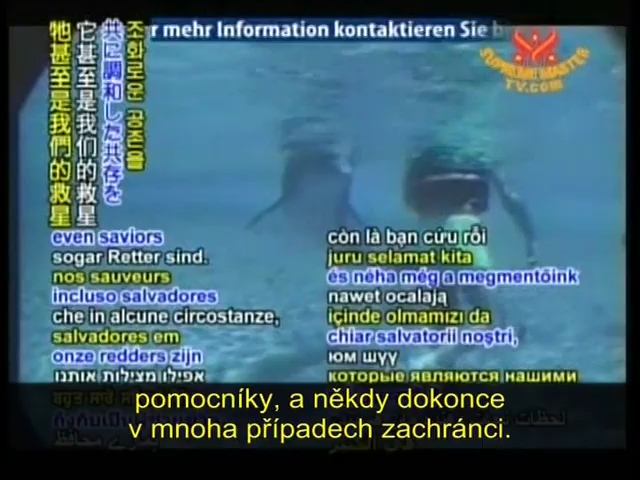 r mehr Information kontaktieren Sie b
SUPREME MASTER
TV.com
조화로운 공존을
共に調和した共存を
它甚至是我们的救星
牠甚至是我們的救星
even saviors
sogar Retter sind.
nos sauveurs
incluso salvadores
che in alcune circostanze,
salvadores em
onze redders zijn
אפילו מצילות אותנו
còn là bạn cứu rỗi
juru selamat kita
és néha még a megmentőink
nawet ocalają
içinde olmamızı da
chiar salvatorii noştri,
юм шүү
которые являются нашими
pomocníky, a někdy dokonce
v mnoha případech zachránci.